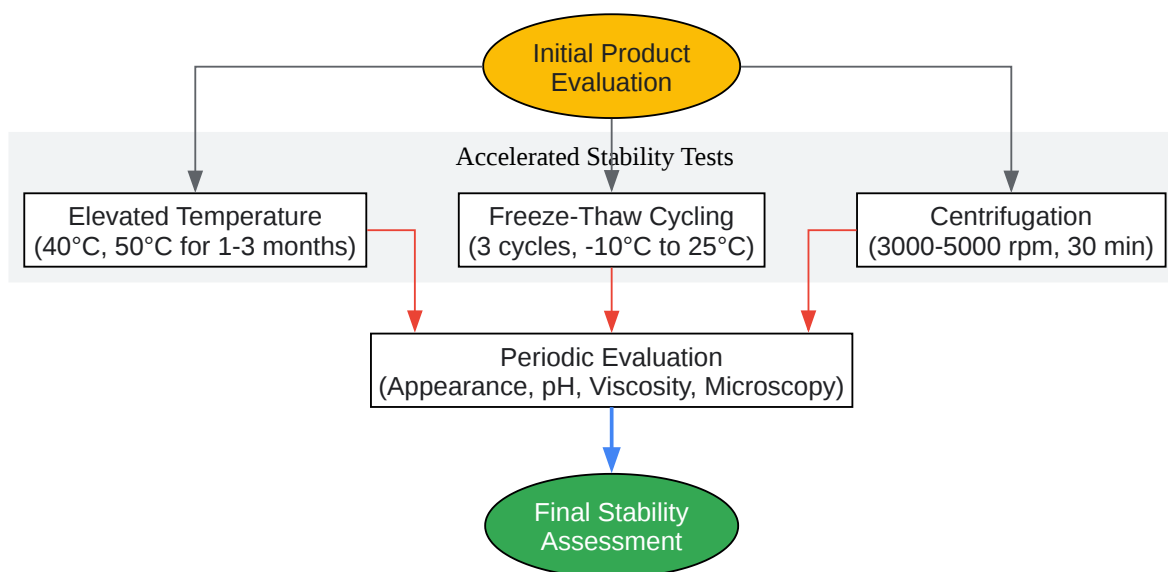 Initial Product
Evaluation
Accelerated Stability Tests
Elevated Temperature
(40°C, 50°C for 1-3 months)
Freeze-Thaw Cycling
(3 cycles, -10°C to 25°C)
Centrifugation
(3000-5000 rpm, 30 min)
Periodic Evaluation
(Appearance, pH, Viscosity, Microscopy)
Final Stability
Assessment